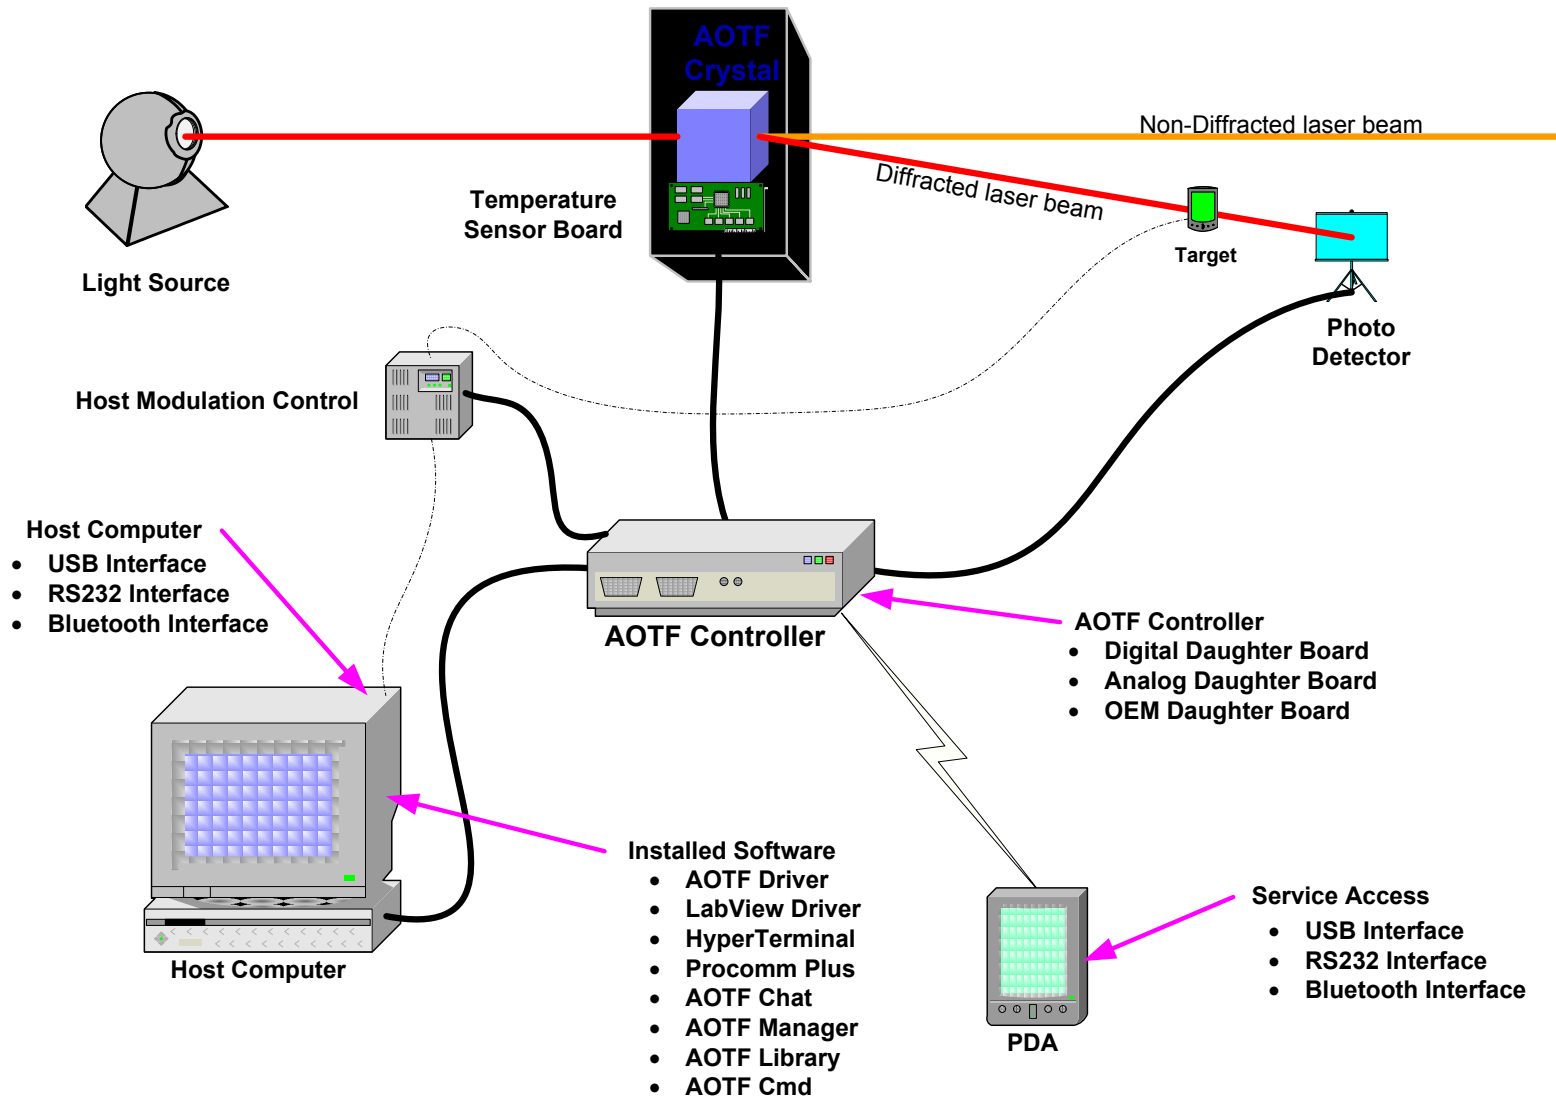 AOTF
Crystal
Non-Diffracted laser beam
Diffracted laser beam
Temperature
Sensor Board
Light Source
Target
Photo
Detector
Host Modulation Control
Host Computer
• USB Interface
• RS232 Interface
• Bluetooth Interface
AOTF Controller
AOTF Controller
• Digital Daughter Board
• Analog Daughter Board
• OEM Daughter Board
Installed Software
• AOTF Driver
• LabView Driver
• HyperTerminal
• Procomm Plus
• AOTF Chat
• AOTF Manager
• AOTF Library
• AOTF Cmd
Host Computer
Service Access
• USB Interface
• RS232 Interface
• Bluetooth Interface
PDA